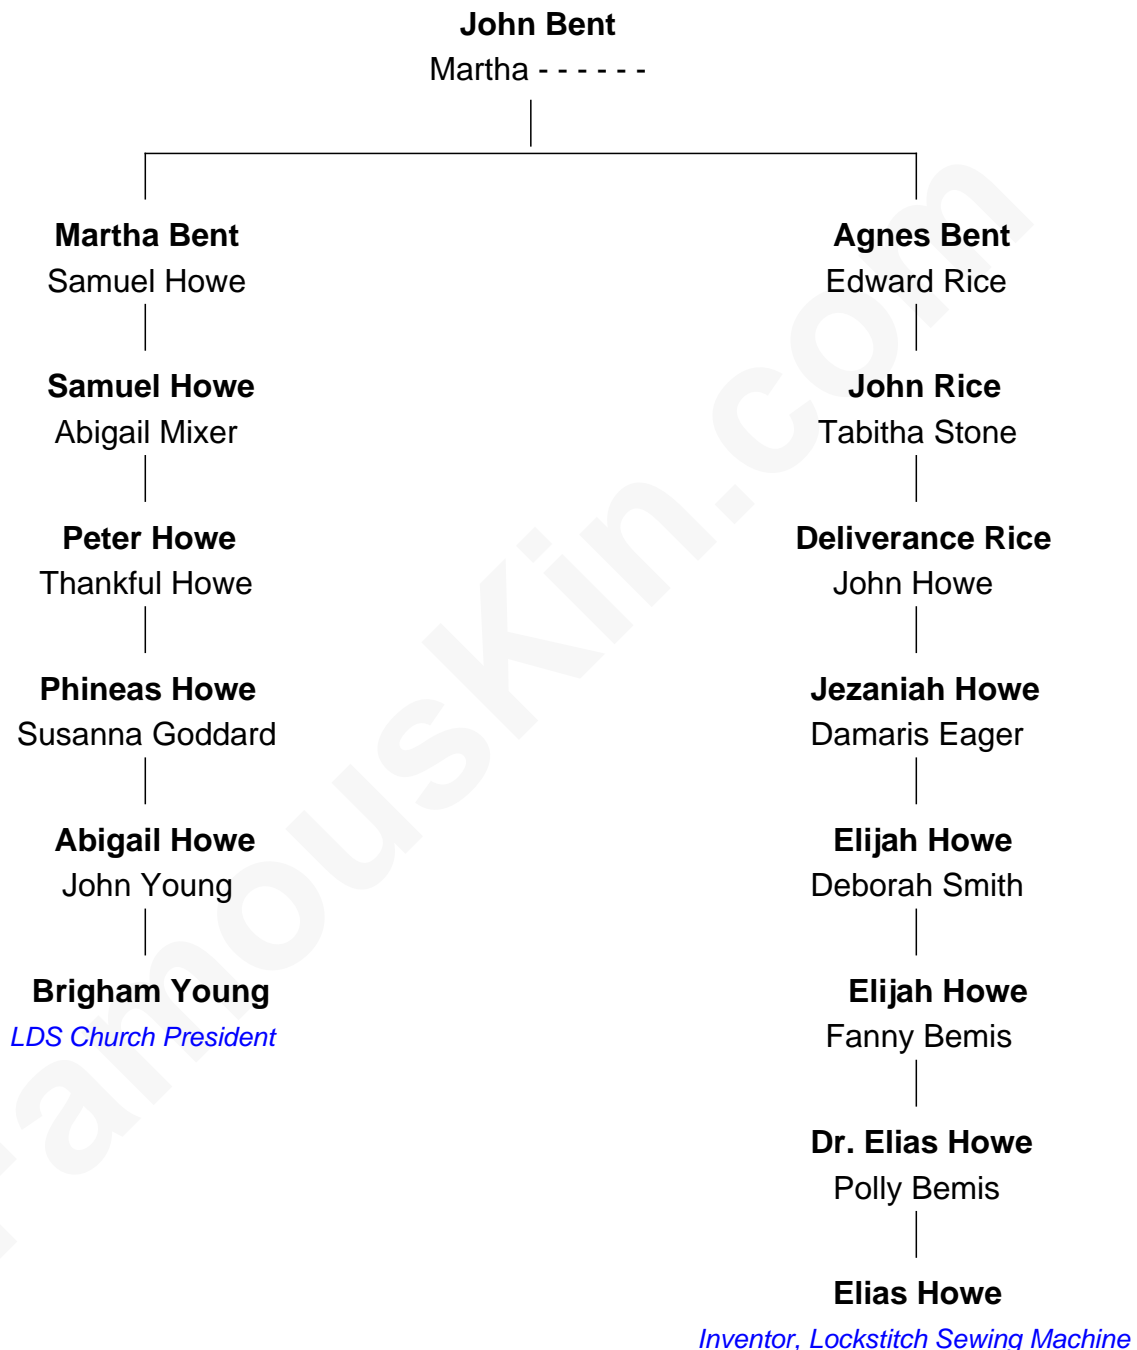 John Bent
Martha - - - - - -
Martha Bent
Samuel Howe
Agnes Bent
Edward Rice
Samuel Howe
Abigail Mixer
John Rice
Tabitha Stone
Peter Howe
Thankful Howe
Deliverance Rice
John Howe
Phineas Howe
Susanna Goddard
Jezaniah Howe
Damaris Eager
Abigail Howe
John Young
Elijah Howe
Deborah Smith
Brigham Young
LDS Church President
Elijah Howe
Fanny Bemis
Dr. Elias Howe
Polly Bemis
Elias Howe
Inventor, Lockstitch Sewing Machine
FamousKin.com